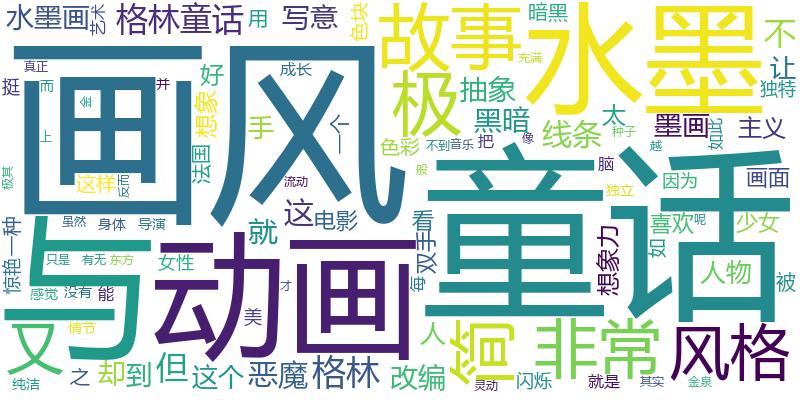 水墨画 艺术 格林童话 用 写意 色块 故事 暗黑 水墨 不
挺 真正 而 并 好 成长 极 抽象 充满 让 独特
画风 金 想象 手 一个 黑暗 太 墨画 主义
上 这样 反而 法国 色彩 不到 音乐 把 线条 像 种子 越 如此
极其 流动 般 脑 因为 画面
一种 虽然 身体 导演 这 电影 看 童话 独立 喜欢 呢 少女
惊艳 与 只是 有无 东方 女性 就 双手 想象力 如 人物 被
感觉 没有 能 动画 才 每
又 情节 美 人 简 非常 风格
纯洁 之 却 到 但 这个 恶魔 格林 改编 灵动 闪烁 就是 其实 金泉